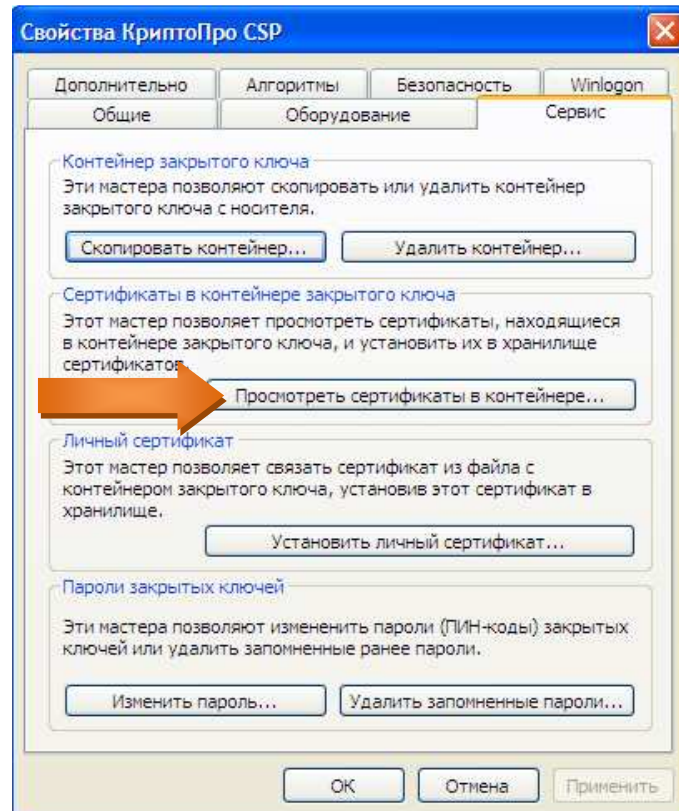 Свойства КриптоПро CSP
Дополнительно Алгоритмы Безопасность Winlogon
Общие Оборудование Сервис
Контейнер закрытого ключа
Эти мастера позволяют скопировать или удалить контейнер
закрытого ключа с носителя.
Скопировать контейнер... Удалить контейнер...
Сертификаты в контейнере закрытого ключа
Этот мастер позволяет просмотреть сертификаты, находящиеся
в контейнере закрытого ключа, и установить их в хранилище
сертификатов.
Просмотреть сертификаты в контейнере...
Личный сертификат
Этот мастер позволяет связать сертификат из файла с
контейнером закрытого ключа, установив этот сертификат в
хранилище.
Установить личный сертификат...
Пароли закрытых ключей
Эти мастера позволяют измененить пароли (ПИН-коды) закрытых
ключей или удалить запомненные ранее пароли.
Изменить пароль... Удалить запомненные пароли...
ОК Отмена Применить